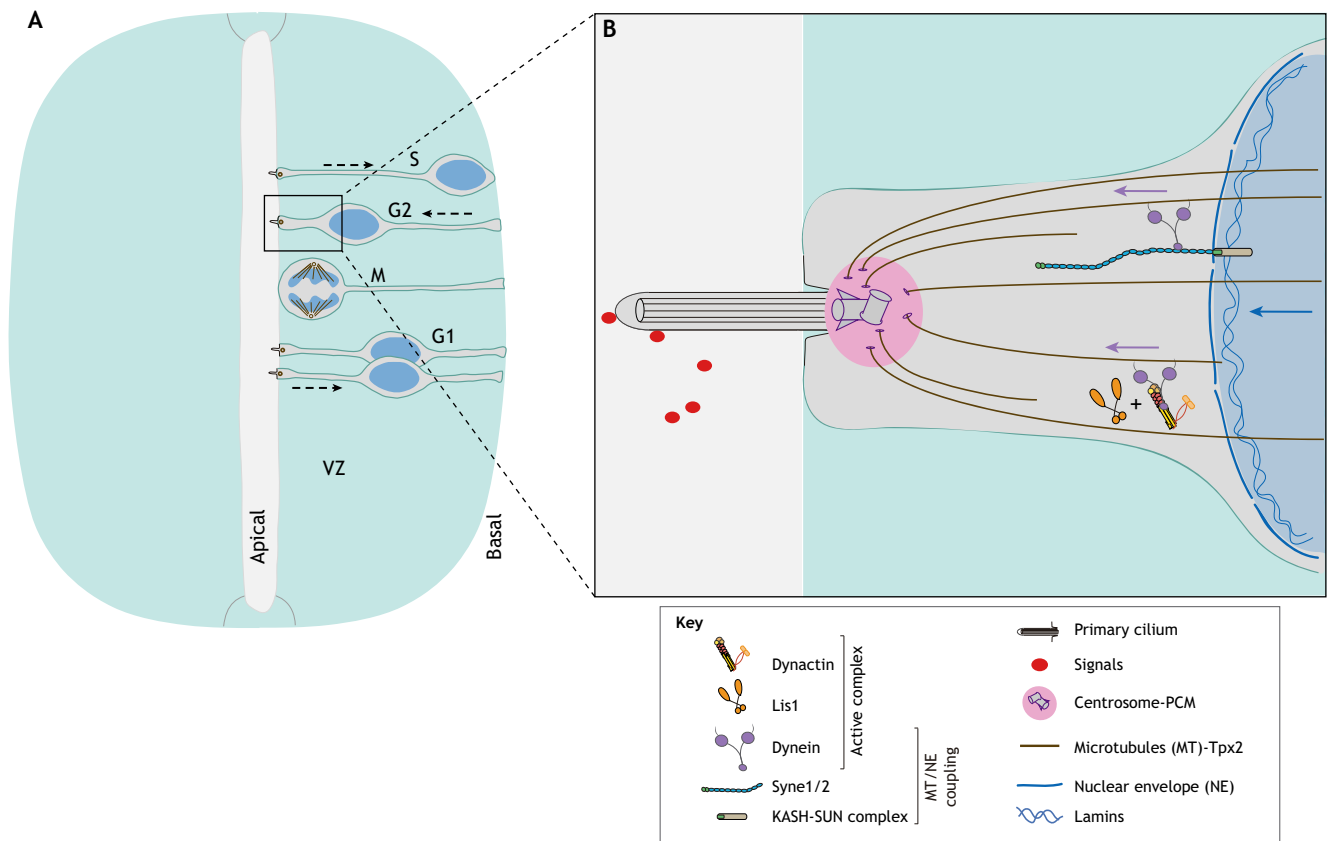 A
S
G2
M
G1
VZ
Apical
Basal
B
+
Key
Dynactin
Lis1
Dynein
Syne1/2
KASH-SUN complex
Active complex
MT/NE
coupling
Primary cilium
Signals
Centrosome-PCM
Microtubules (MT)-Tpx2
Nuclear envelope (NE)
Lamins